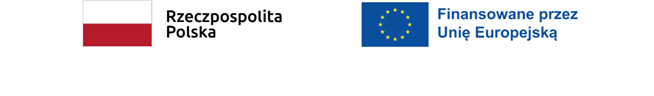 Rzeczpospolita
Polska
Finansowane przez
Unię Europejską